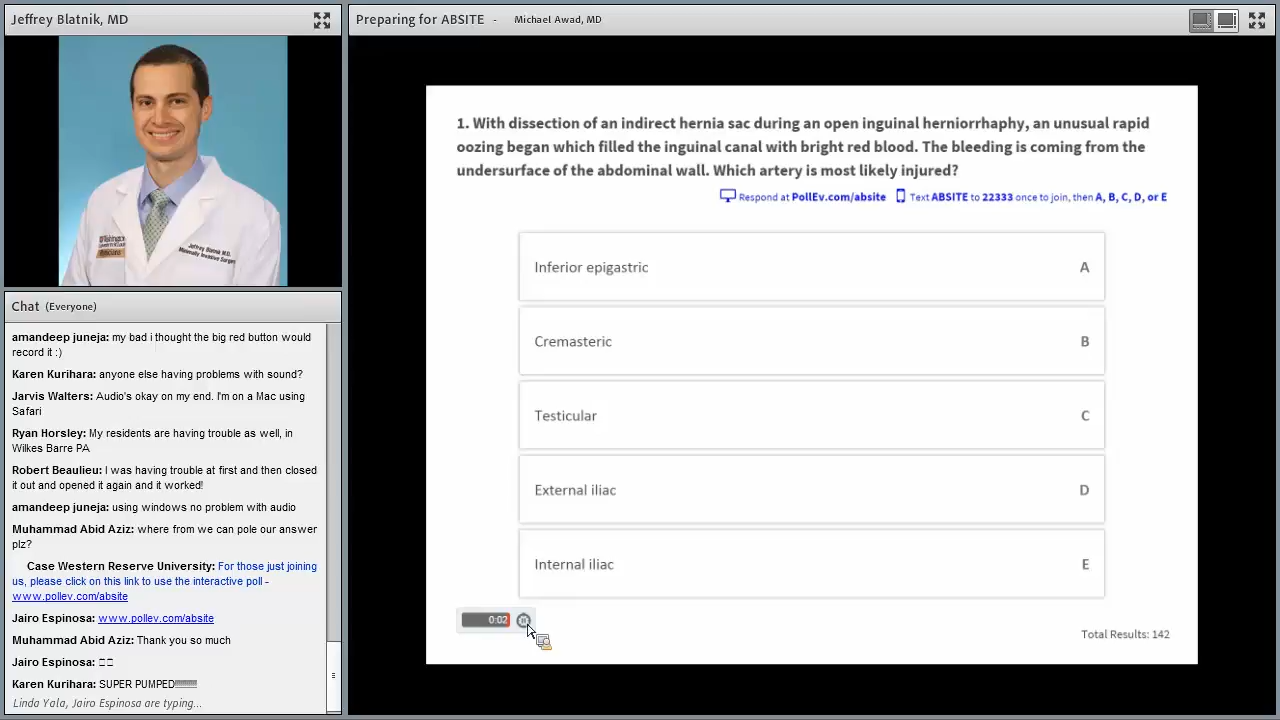 Jeffrey Blatnik, MD
Preparing for ABSITE - Michael Awad, MD
Jeffrey Blatnik M.D.
Minimally Invasive Surgery
Chat (Everyone)
amandeep juneja: my bad i thought the big red button would
record it :)
Karen Kurihara: anyone else having problems with sound?
Jarvis Walters: Audio's okay on my end. I'm on a Mac using
Safari
Ryan Horsley: My residents are having trouble as well, in
Wilkes Barre PA
Robert Beaulieu: I was having trouble at first and then closed
it out and opened it again and it worked!
amandeep juneja: using windows no problem with audio
Muhammad Abid Aziz: where from we can pole our answer
plz?
Case Western Reserve University: For those just joining
us, please click on this link to use the interactive poll -
www.pollev.com/absite
Jairo Espinosa: www.pollev.com/absite
Muhammad Abid Aziz: Thank you so much
Jairo Espinosa:
Karen Kurihara: SUPER PUMPED
Linda Yala, Jairo Espinosa are typing...
1. With dissection of an indirect hernia sac during an open inguinal herniorrhaphy, an unusual rapid
oozing began which filled the inguinal canal with bright red blood. The bleeding is coming from the
undersurface of the abdominal wall. Which artery is most likely injured?
Respond at PollEv.com/absite Text ABSITE to 22333 once to join, then A, B, C, D, or E
Inferior epigastric A
Cremasteric B
Testicular C
External iliac D
Internal iliac E
0:02
Total Results: 142